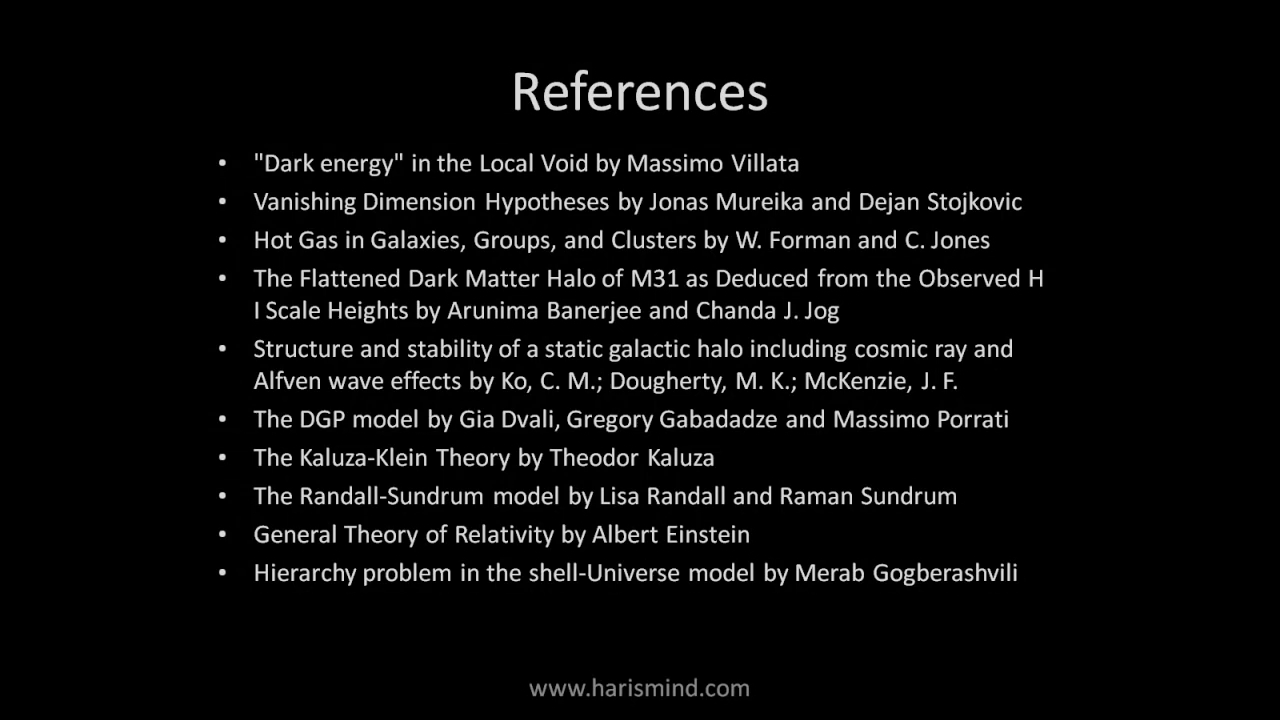 References
• "Dark energy" in the Local Void by Massimo Villata
• Vanishing Dimension Hypotheses by Jonas Mureika and Dejan Stojkovic
• Hot Gas in Galaxies, Groups, and Clusters by W. Forman and C. Jones
• The Flattened Dark Matter Halo of M31 as Deduced from the Observed H
I Scale Heights by Arunima Banerjee and Chanda J. Jog
• Structure and stability of a static galactic halo including cosmic ray and
Alfven wave effects by Ko, C. M.; Dougherty, M. K.; McKenzie, J. F.
• The DGP model by Gia Dvali, Gregory Gabadadze and Massimo Porrati
• The Kaluza-Klein Theory by Theodor Kaluza
• The Randall-Sundrum model by Lisa Randall and Raman Sundrum
• General Theory of Relativity by Albert Einstein
• Hierarchy problem in the shell-Universe model by Merab Gogberashvili
www.harismind.com